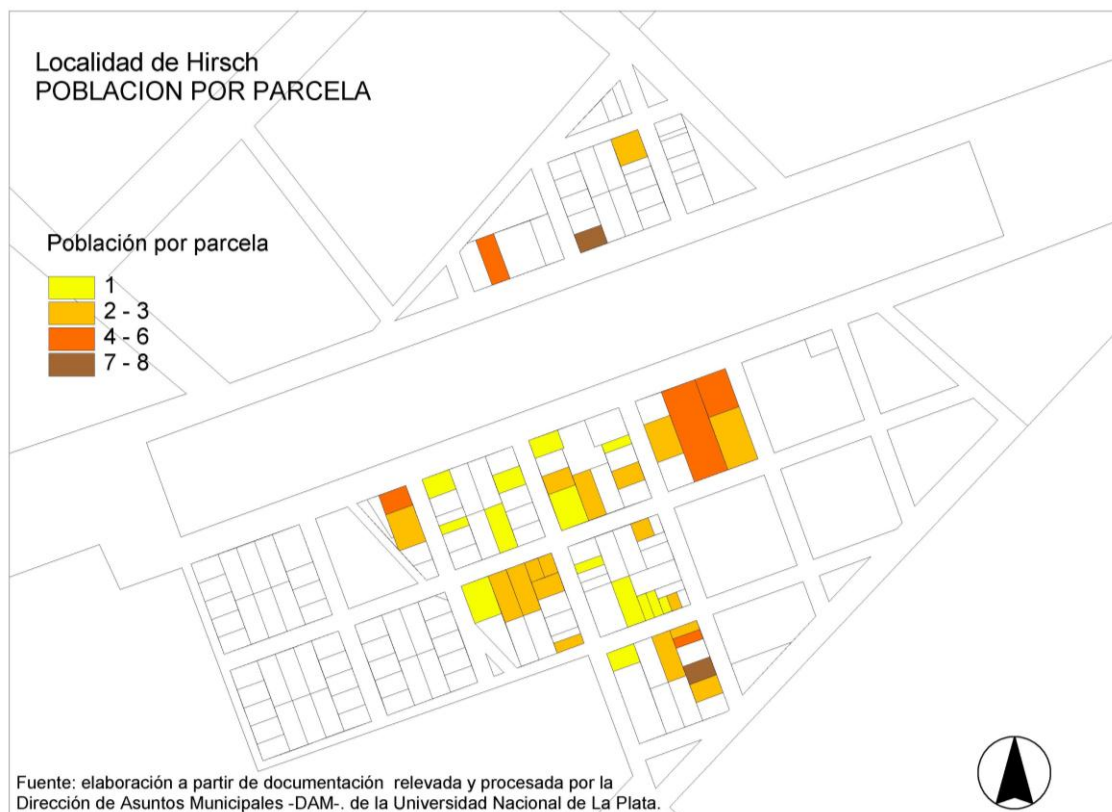 Localidad de Hirsch
POBLACION POR PARCELA
Población por parcela
1
2 - 3
4 - 6
7 - 8
Fuente: elaboración a partir de documentación relevada y procesada por la
Dirección de Asuntos Municipales -DAM-. de la Universidad Nacional de La Plata.